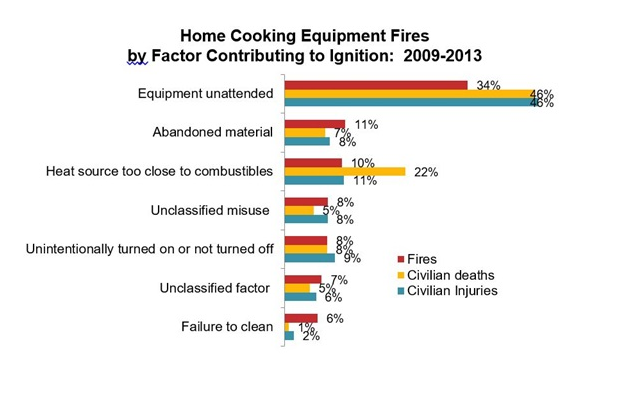 Home Cooking Equipment Fires
by Factor Contributing to Ignition: 2009-2013
Equipment unattended
34%
46%
46%
Abandoned material
11%
7%
8%
Heat source too close to combustibles
10%
22%
11%
Unclassified misuse
8%
5%
8%
Unintentionally turned on or not turned off
8%
8%
9%
Unclassified factor
7%
5%
6%
Failure to clean
6%
1%
2%
Fires
Civilian deaths
Civilian Injuries